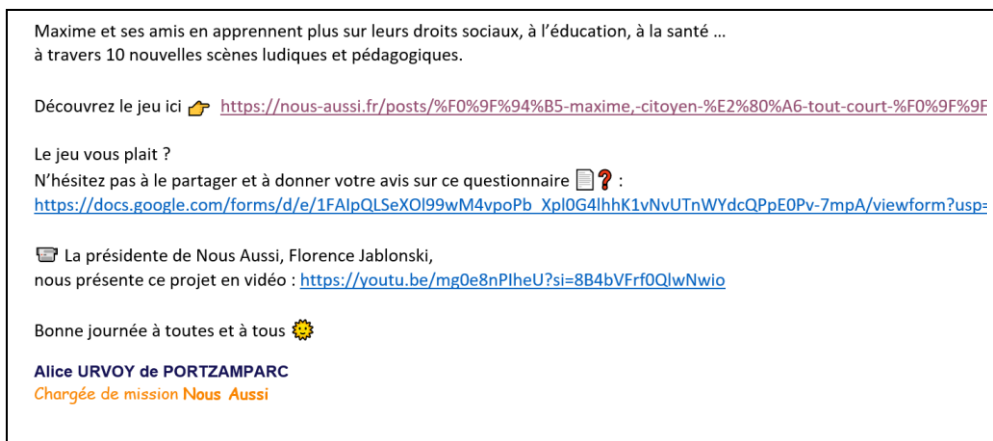 Maxime et ses amis en apprennent plus sur leurs droits sociaux, à l'éducation, à la santé ...
à travers 10 nouvelles scènes ludiques et pédagogiques.
Découvrez le jeu ici 👉 https://nous-aussi.fr/posts/%F0%9F%94%B5-maxime,-citoyen-%E2%80%A6-tout-court-%F0%9F%9F
Le jeu vous plait ?
N'hésitez pas à le partager et à donner votre avis sur ce questionnaire 📄❓ :
https://docs.google.com/forms/d/e/1FAIpQLSeXOl99wM4vpoPb_Xpl0G4lhhK1vNvUTnWYdcQPpE0Pv-7mpA/viewform?usp=
📹 La présidente de Nous Aussi, Florence Jablonski,
nous présente ce projet en vidéo : https://youtu.be/mg0e8nPIheU?si=8B4bVFrf0QlwNwio
Bonne journée à toutes et à tous 🌞
Alice URVOY de PORTZAMPARC
Chargée de mission Nous Aussi